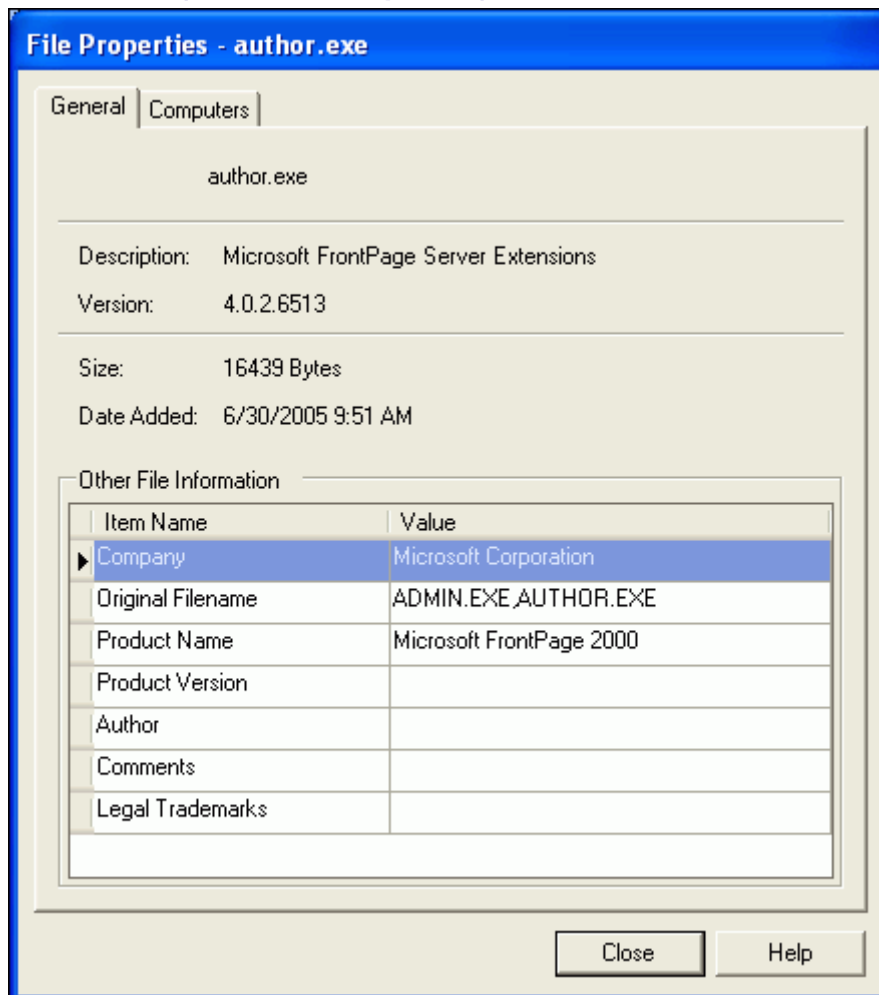 File Properties - author.exe
General Computers
author.exe
Description: Microsoft FrontPage Server Extensions
Version: 4.0.2.6513
Size: 16439 Bytes
Date Added: 6/30/2005 9:51 AM
Other File Information
Item Name Value
Company Microsoft Corporation
Original Filename ADMIN.EXE,AUTHOR.EXE
Product Name Microsoft FrontPage 2000
Product Version
Author
Comments
Legal Trademarks
Close Help